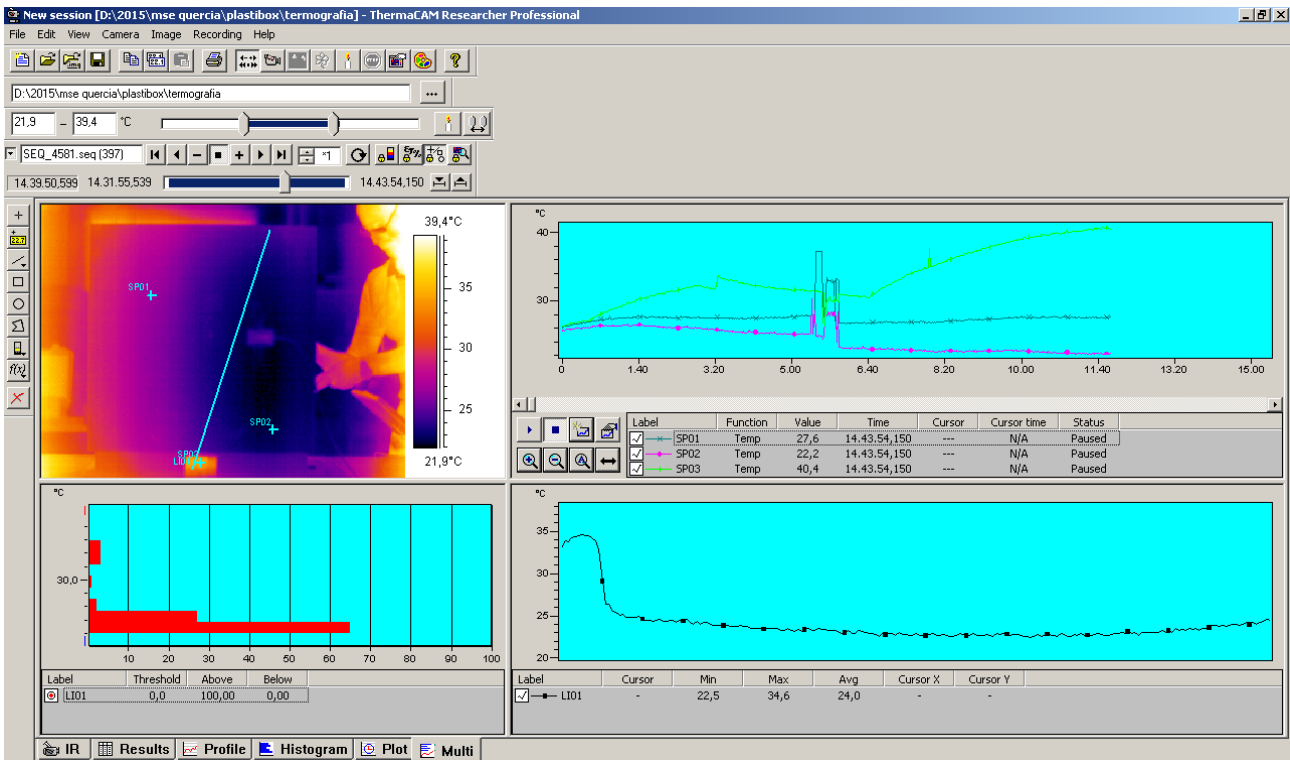 New session [D:\2015\mse quercia\plastibox\termografia] - ThermaCAM Researcher Professional
File Edit View Camera Image Recording Help
D:\2015\mse quercia\plastibox\termografia ...
21,9 – 39,4 °C
SEQ_4581.seq (397) *1
14.39.50,599 14.31.55,539 14.43.54,150
39,4°C
35
30
25
21,9°C
SP01
SP02
LI01
°C
40
30
0 1.40 3.20 5.00 6.40 8.20 10.00 11.40 13.20 15.00
Label Function Value Time Cursor Cursor time Status
SP01 Temp 27,6 14.43.54,150 --- N/A Paused
SP02 Temp 22,2 14.43.54,150 --- N/A Paused
SP03 Temp 40,4 14.43.54,150 --- N/A Paused
°C
30,0
10 20 30 40 50 60 70 80 90 100
Label Threshold Above Below
LI01 0,0 100,00 0,00
°C
35
30
25
20
Label Cursor Min Max Avg Cursor X Cursor Y
LI01 - 22,5 34,6 24,0 - -
IR Results Profile Histogram Plot Multi